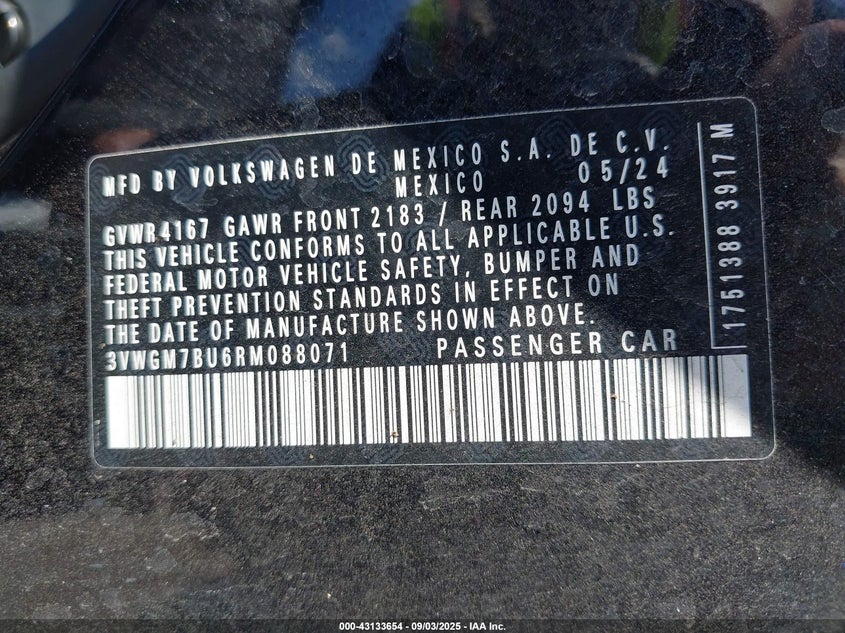 MFD BY VOLKSWAGEN DE MEXICO S.A. DE C.V.
MEXICO 05/24
GVWR4167 GAWR FRONT 2183 / REAR 2094 LBS
THIS VEHICLE CONFORMS TO ALL APPLICABLE U.S.
FEDERAL MOTOR VEHICLE SAFETY, BUMPER AND
THEFT PREVENTION STANDARDS IN EFFECT ON
THE DATE OF MANUFACTURE SHOWN ABOVE.
3VWGM7BU6RM088071 PASSENGER CAR
1751388 3917 M
000-43133654 - 09/03/2025 - IAA Inc.